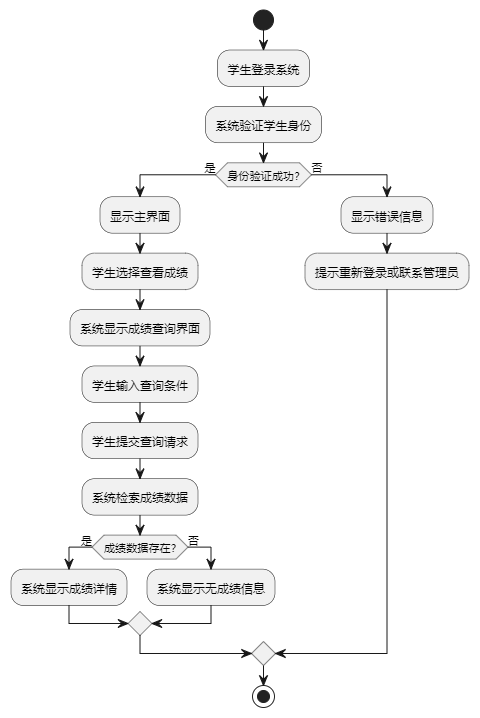 学生登录系统
系统验证学生身份
是
身份验证成功?
否
显示主界面
显示错误信息
学生选择查看成绩
提示重新登录或联系管理员
系统显示成绩查询界面
学生输入查询条件
学生提交查询请求
系统检索成绩数据
是
成绩数据存在?
否
系统显示成绩详情
系统显示无成绩信息